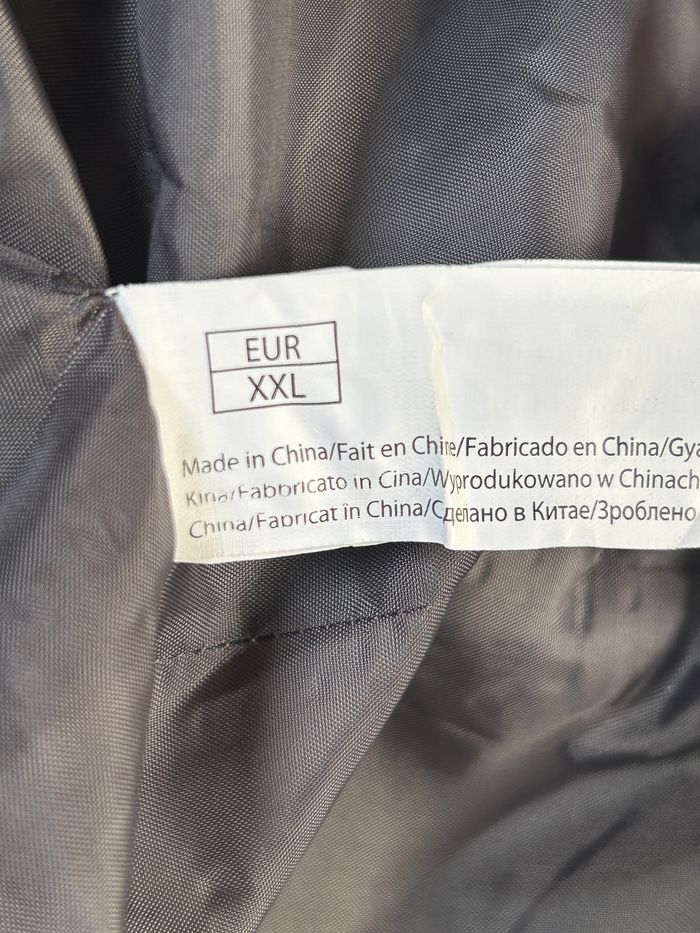 EUR
XXL
Made in China/Fait en Chine/Fabricado en China/Gya
Kina/Fabbricato in Cina/Wyprodukowano w Chinach
China/Fabricat în China/Сделано в Китае/Зроблено